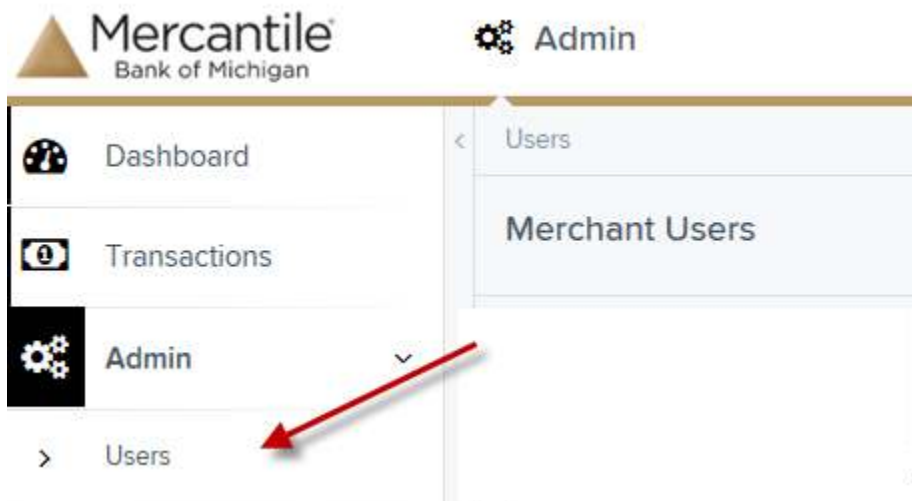 Mercantile
Bank of Michigan
Admin
Dashboard
Transactions
Admin
Users
Users
Merchant Users